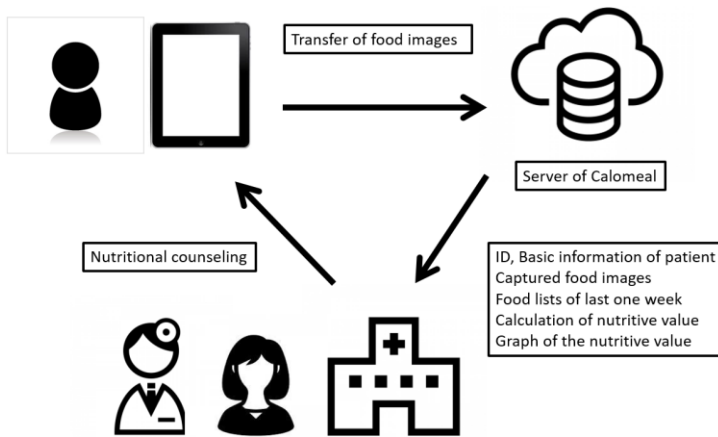 Transfer of food images
Server of Calomeal
Nutritional counseling
ID, Basic information of patient
Captured food images
Food lists of last one week
Calculation of nutritive value
Graph of the nutritive value